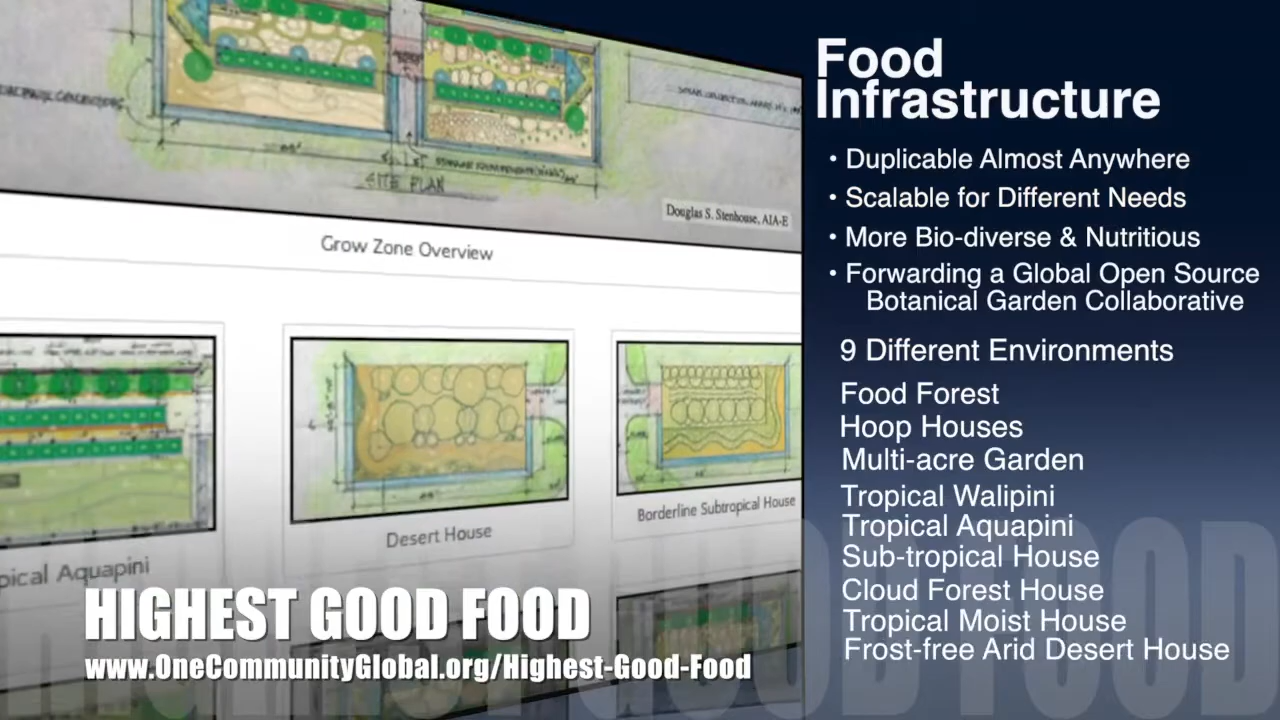 SITE PLAN
Douglas S. Stenhouse, AIA-E
Grow Zone Overview
pical Aquapini
Desert House
Borderline Subtropical House
HIGHEST GOOD FOOD
www.OneCommunityGlobal.org/Highest-Good-Food
Food
Infrastructure
• Duplicable Almost Anywhere
• Scalable for Different Needs
• More Bio-diverse & Nutritious
• Forwarding a Global Open Source
Botanical Garden Collaborative
9 Different Environments
Food Forest
Hoop Houses
Multi-acre Garden
Tropical Walipini
Tropical Aquapini
Sub-tropical House
Cloud Forest House
Tropical Moist House
Frost-free Arid Desert House